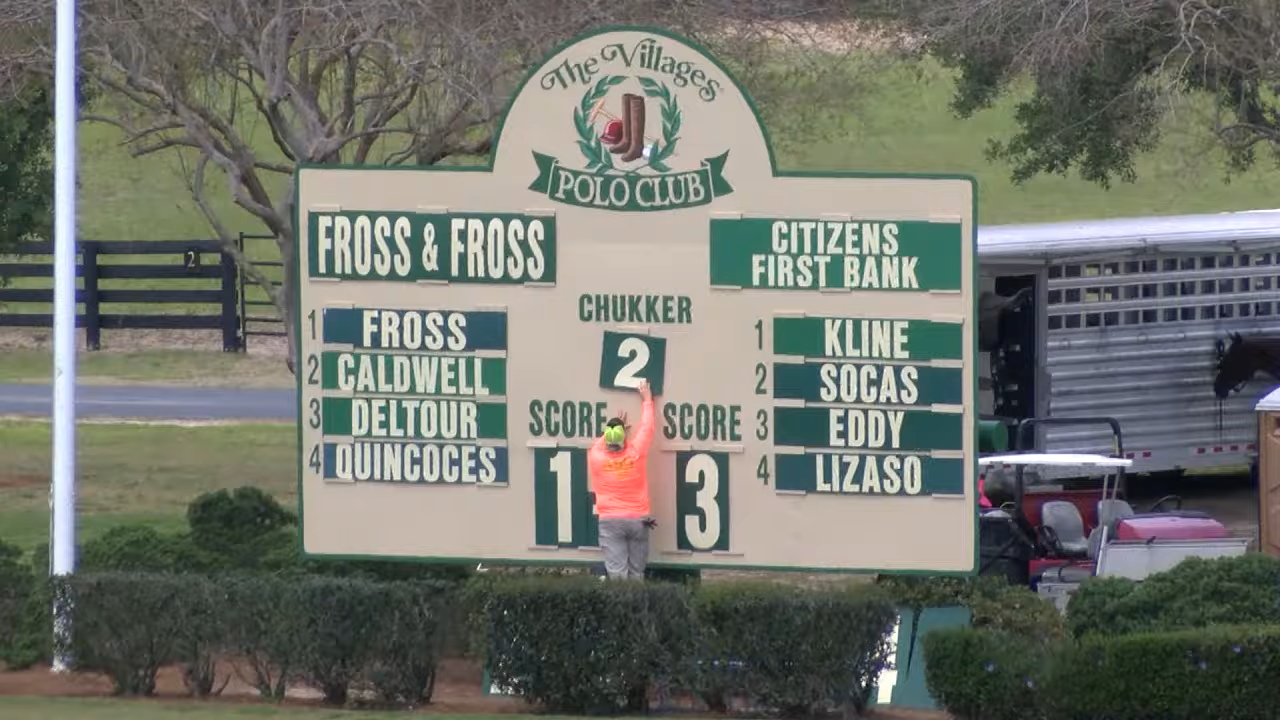 The Villages
POLO CLUB
FROSS & FROSS
CITIZENS
FIRST BANK
CHUKKER
2
1 FROSS
2 CALDWELL
3 DELTOUR
4 QUINCOCES
1 KLINE
2 SOCAS
3 EDDY
4 LIZASO
SCORE
SCORE
1
3
2